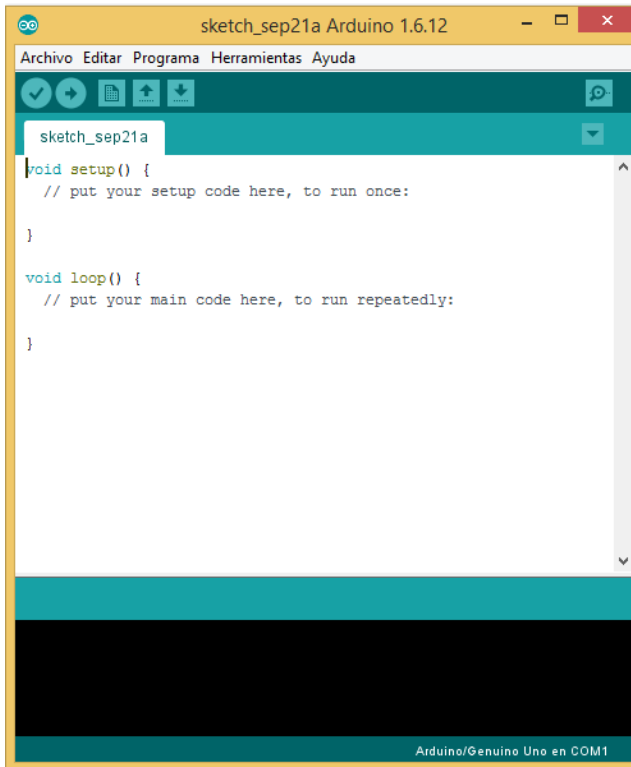 sketch_sep21a Arduino 1.6.12
Archivo Editar Programa Herramientas Ayuda
sketch_sep21a
void setup() {
// put your setup code here, to run once:
}
void loop() {
// put your main code here, to run repeatedly:
}
Arduino/Genuino Uno en COM1